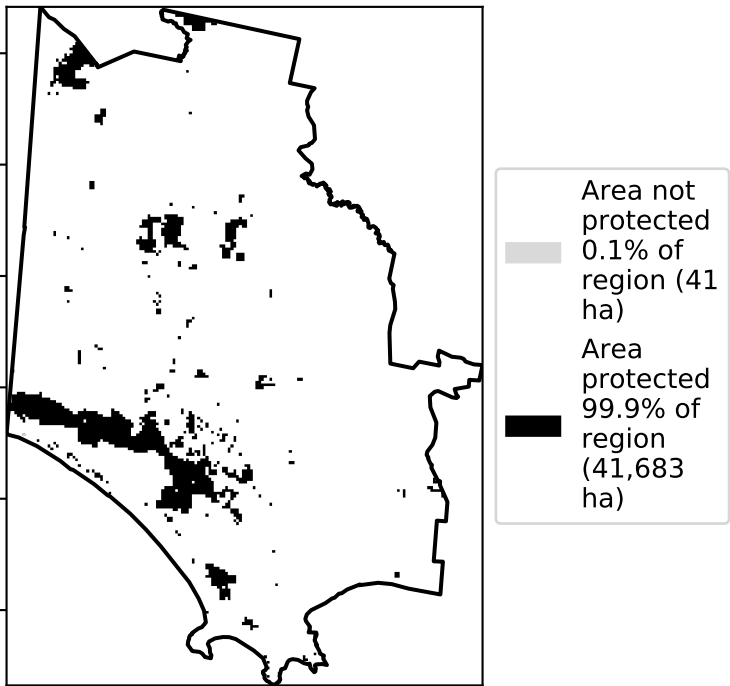 Area not
protected
0.1% of
region (41
ha)
Area
protected
99.9% of
region
(41,683
ha)